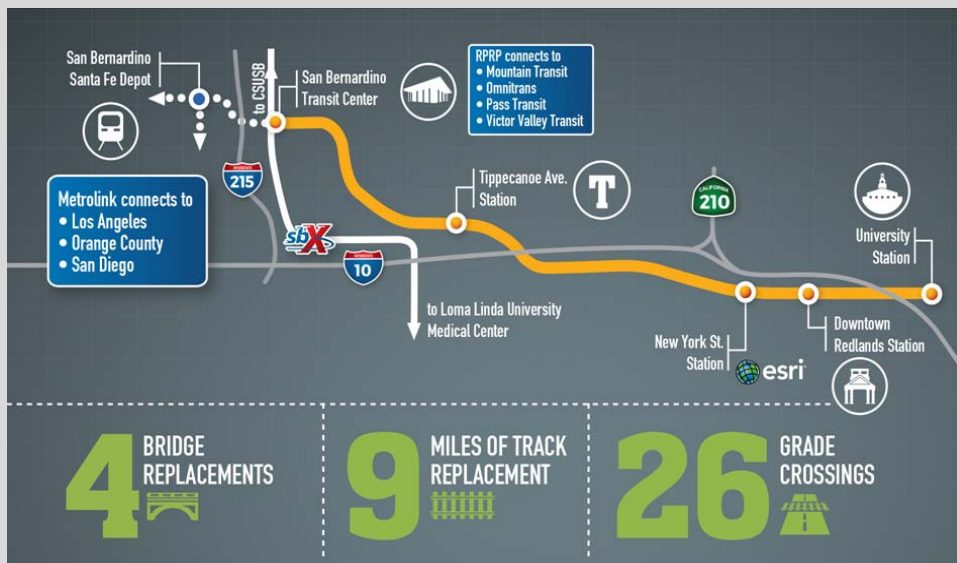 San Bernardino
Santa Fe Depot
to CSUSB
San Bernardino
Transit Center
RPRP connects to
• Mountain Transit
• Omnitrans
• Pass Transit
• Victor Valley Transit
INTERSTATE
215
Metrolink connects to
• Los Angeles
• Orange County
• San Diego
sbX
INTERSTATE
10
to Loma Linda University
Medical Center
Tippecanoe Ave.
Station
T
CALIFORNIA
210
University
Station
New York St.
Station
esri
Downtown
Redlands Station
4
BRIDGE
REPLACEMENTS
9
MILES OF TRACK
REPLACEMENT
26
GRADE
CROSSINGS